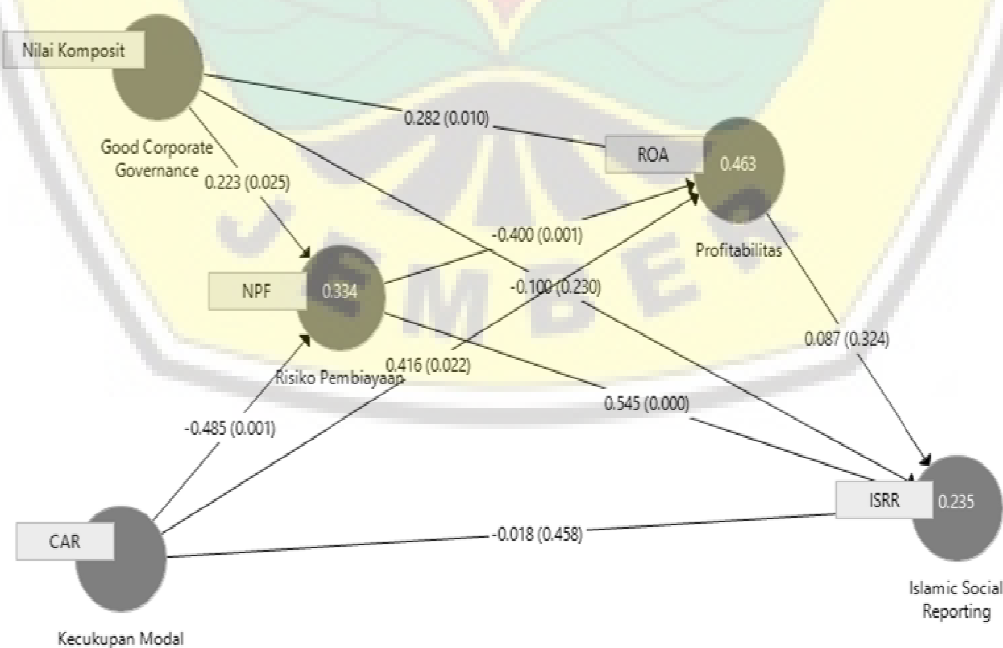 Nilai Komposit
Good Corporate
Governance
0.282 (0.010)
ROA
0.463
Profitabilitas
0.223 (0.025)
-0.400 (0.001)
NPF
0.334
Risiko Pembiayaan
-0.100 (0.230)
0.087 (0.324)
0.416 (0.022)
0.545 (0.000)
-0.485 (0.001)
ISRR
0.235
CAR
-0.018 (0.458)
Islamic Social
Reporting
Kecukupan Modal
JEMBER